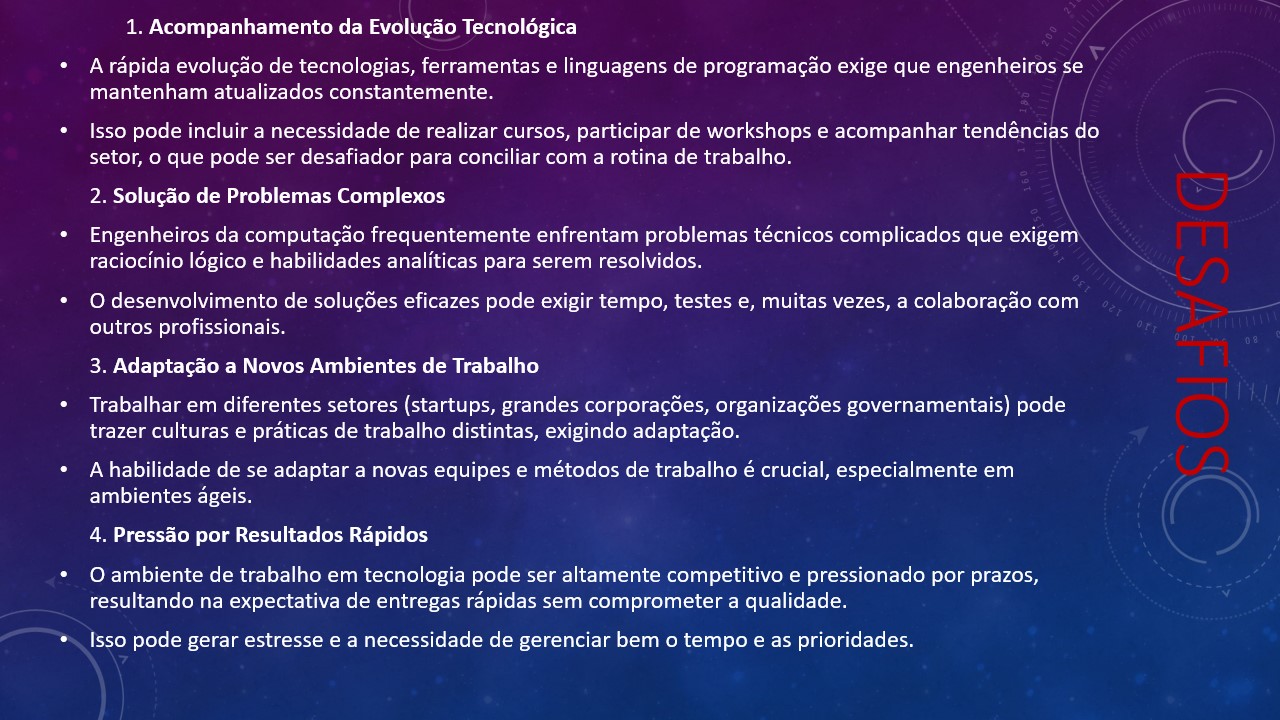 1. Acompanhamento da Evolução Tecnológica
• A rápida evolução de tecnologias, ferramentas e linguagens de programação exige que engenheiros se
mantenham atualizados constantemente.
• Isso pode incluir a necessidade de realizar cursos, participar de workshops e acompanhar tendências do
setor, o que pode ser desafiador para conciliar com a rotina de trabalho.
2. Solução de Problemas Complexos
• Engenheiros da computação frequentemente enfrentam problemas técnicos complicados que exigem
raciocínio lógico e habilidades analíticas para serem resolvidos.
• O desenvolvimento de soluções eficazes pode exigir tempo, testes e, muitas vezes, a colaboração com
outros profissionais.
3. Adaptação a Novos Ambientes de Trabalho
• Trabalhar em diferentes setores (startups, grandes corporações, organizações governamentais) pode
trazer culturas e práticas de trabalho distintas, exigindo adaptação.
• A habilidade de se adaptar a novas equipes e métodos de trabalho é crucial, especialmente em
ambientes ágeis.
4. Pressão por Resultados Rápidos
• O ambiente de trabalho em tecnologia pode ser altamente competitivo e pressionado por prazos,
resultando na expectativa de entregas rápidas sem comprometer a qualidade.
• Isso pode gerar estresse e a necessidade de gerenciar bem o tempo e as prioridades.
DESAFIOS